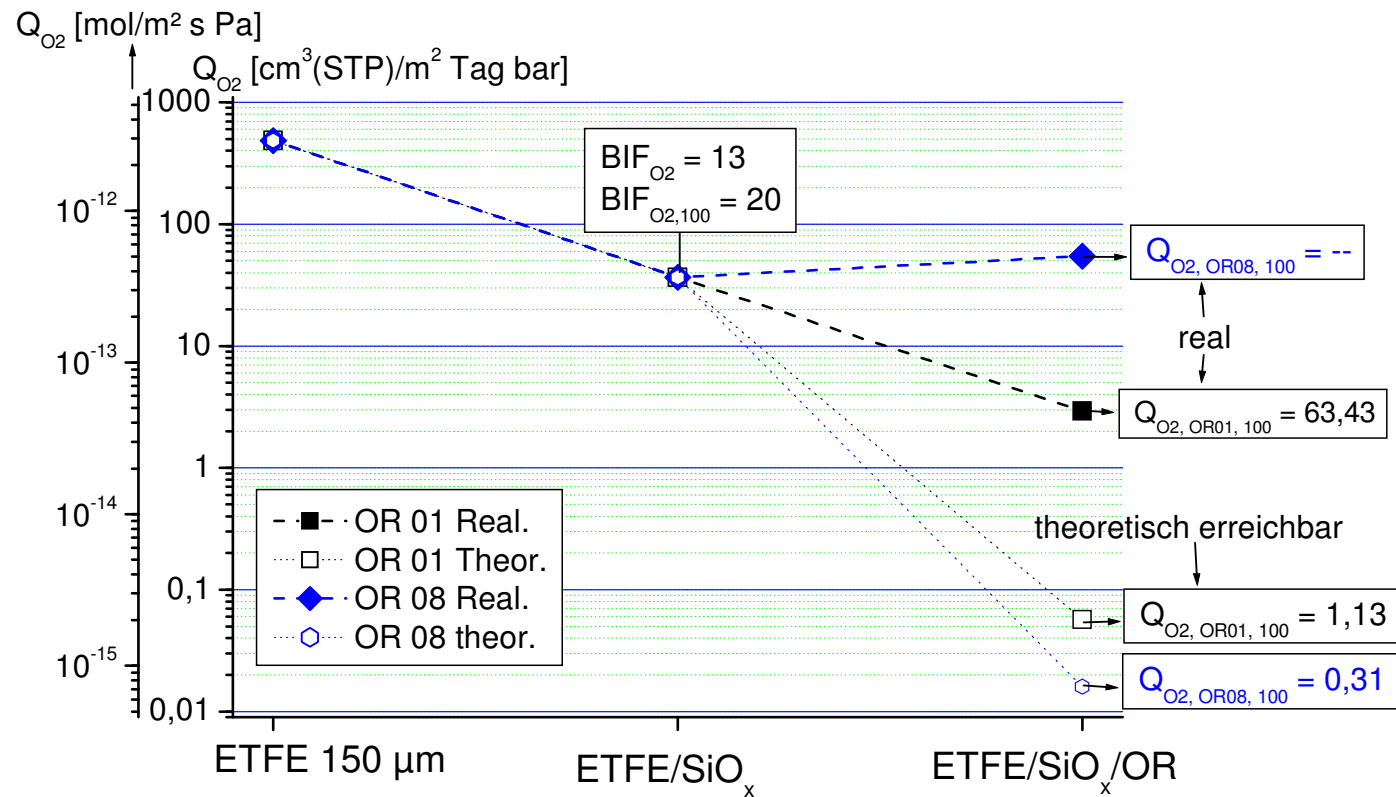 Q_O2 [mol/m² s Pa]
Q_O2 [cm³(STP)/m² Tag bar]
1000
100
10
1
0,1
0,01
10⁻¹²
10⁻¹³
10⁻¹⁴
10⁻¹⁵
BIF_O2 = 13
BIF_O2,100 = 20
Q_O2, OR08, 100 = --
real
Q_O2, OR01, 100 = 63,43
theoretisch erreichbar
Q_O2, OR01, 100 = 1,13
Q_O2, OR08, 100 = 0,31
OR 01 Real.
OR 01 Theor.
OR 08 Real.
OR 08 theor.
ETFE 150 µm
ETFE/SiO_x
ETFE/SiO_x/OR